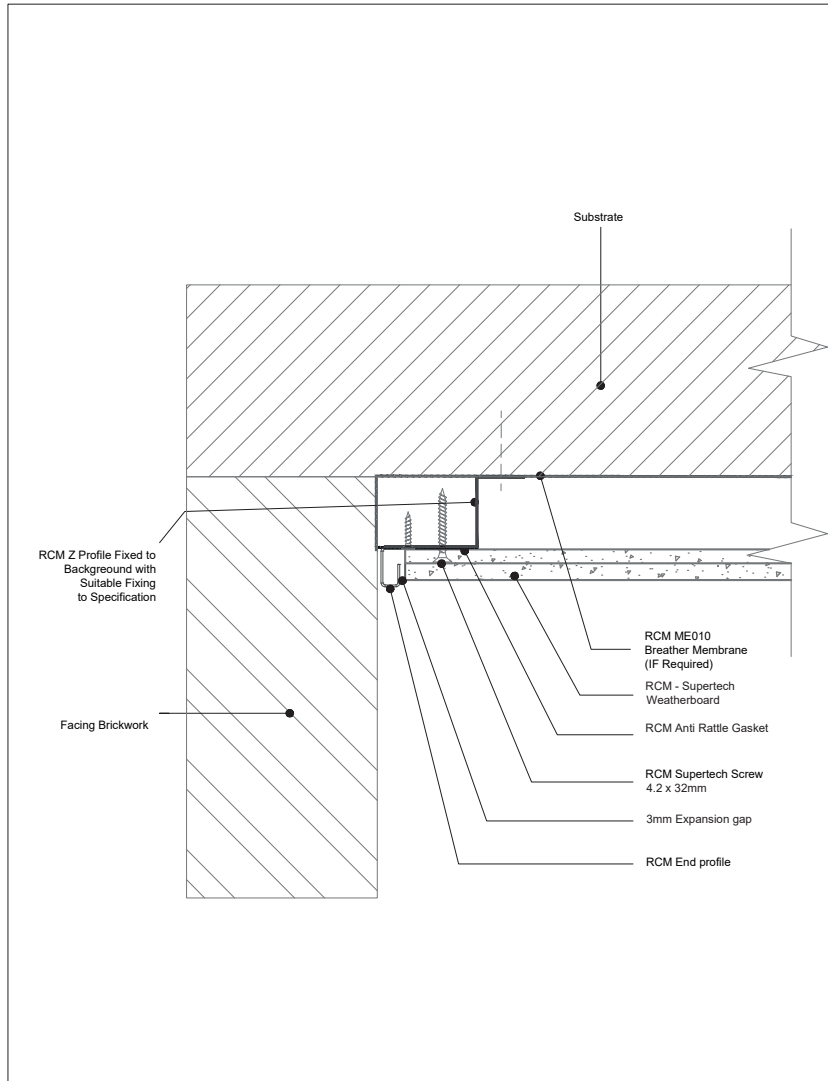 Substrate
RCM Z Profile Fixed to
Background with
Suitable Fixing
to Specification
Facing Brickwork
RCM ME010
Breather Membrane
(IF Required)
RCM - Supertech
Weatherboard
RCM Anti Rattle Gasket
RCM Supertech Screw
4.2 x 32mm
3mm Expansion gap
RCM End profile